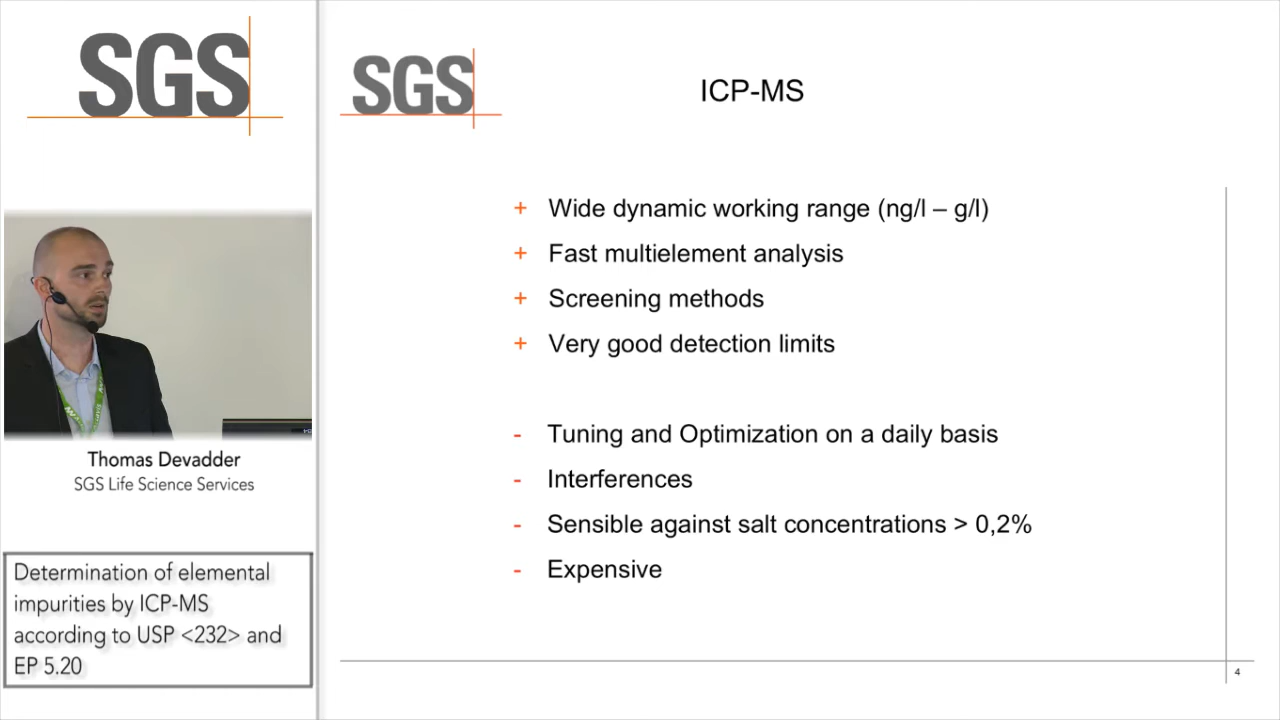 SGS
Thomas Devadder
SGS Life Science Services
Determination of elemental
impurities by ICP-MS
according to USP <232> and
EP 5.20
SGS
ICP-MS
+ Wide dynamic working range (ng/l – g/l)
+ Fast multielement analysis
+ Screening methods
+ Very good detection limits
- Tuning and Optimization on a daily basis
- Interferences
- Sensible against salt concentrations > 0,2%
- Expensive
4